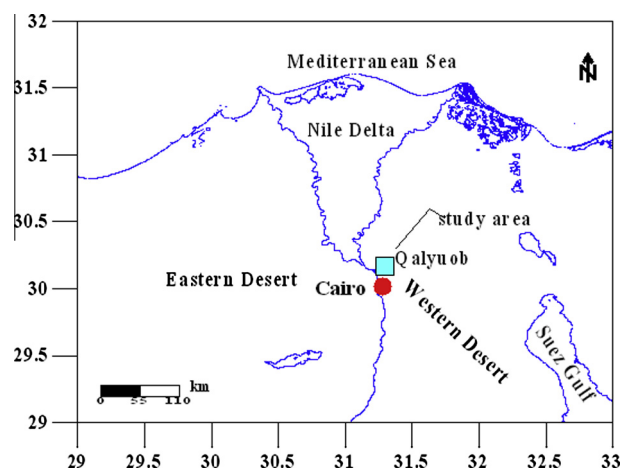 32
31.5
31
30.5
30
29.5
29
Mediterranean Sea
N
Nile Delta
study area
Qalyuob
Eastern Desert
Cairo
Western Desert
Suez Gulf
km
0 55 110
29 29.5 30 30.5 31 31.5 32 32.5 33